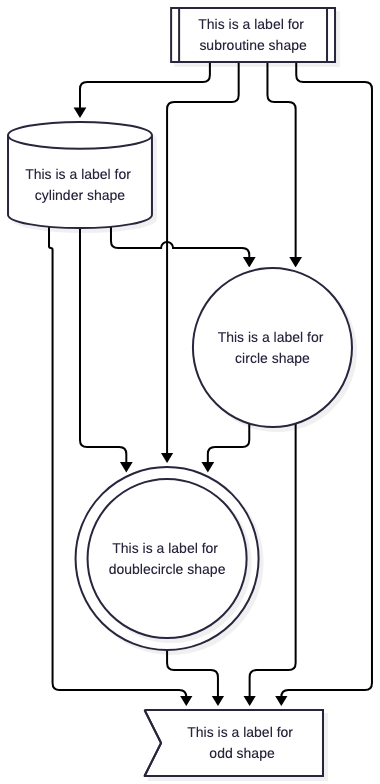 This is a label for
subroutine shape
This is a label for
cylinder shape
This is a label for
circle shape
This is a label for
doublecircle shape
This is a label for
odd shape